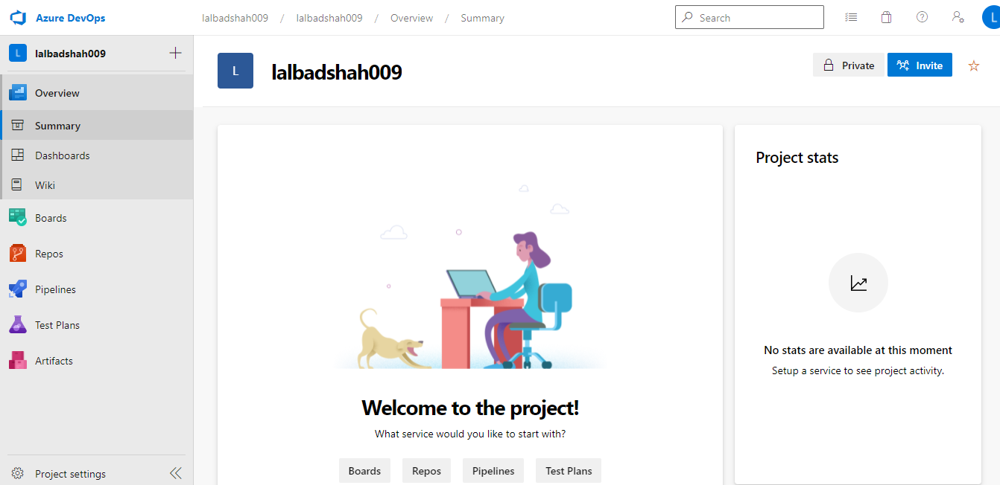 Azure DevOps
lalbadshah009 / lalbadshah009 / Overview / Summary
Search
L
L lalbadshah009
Overview
Summary
Dashboards
Wiki
Boards
Repos
Pipelines
Test Plans
Artifacts
Project settings
L lalbadshah009
Private
Invite
Welcome to the project!
What service would you like to start with?
Boards Repos Pipelines Test Plans
Project stats
No stats are available at this moment
Setup a service to see project activity.